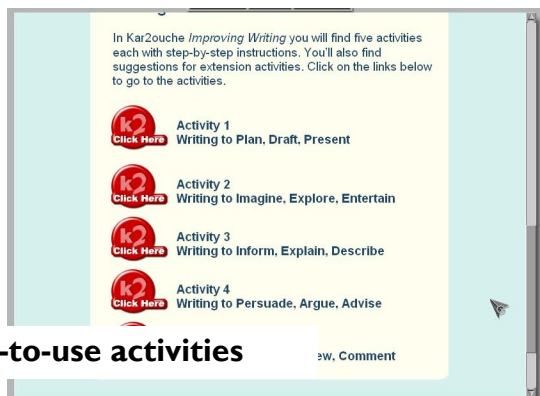 In Kar2ouche Improving Writing you will find five activities
each with step-by-step instructions. You'll also find
suggestions for extension activities. Click on the links below
to go to the activities.
k2
Click Here
Activity 1
Writing to Plan, Draft, Present
k2
Click Here
Activity 2
Writing to Imagine, Explore, Entertain
k2
Click Here
Activity 3
Writing to Inform, Explain, Describe
k2
Click Here
Activity 4
Writing to Persuade, Argue, Advise
-to-use activities
ew, Comment